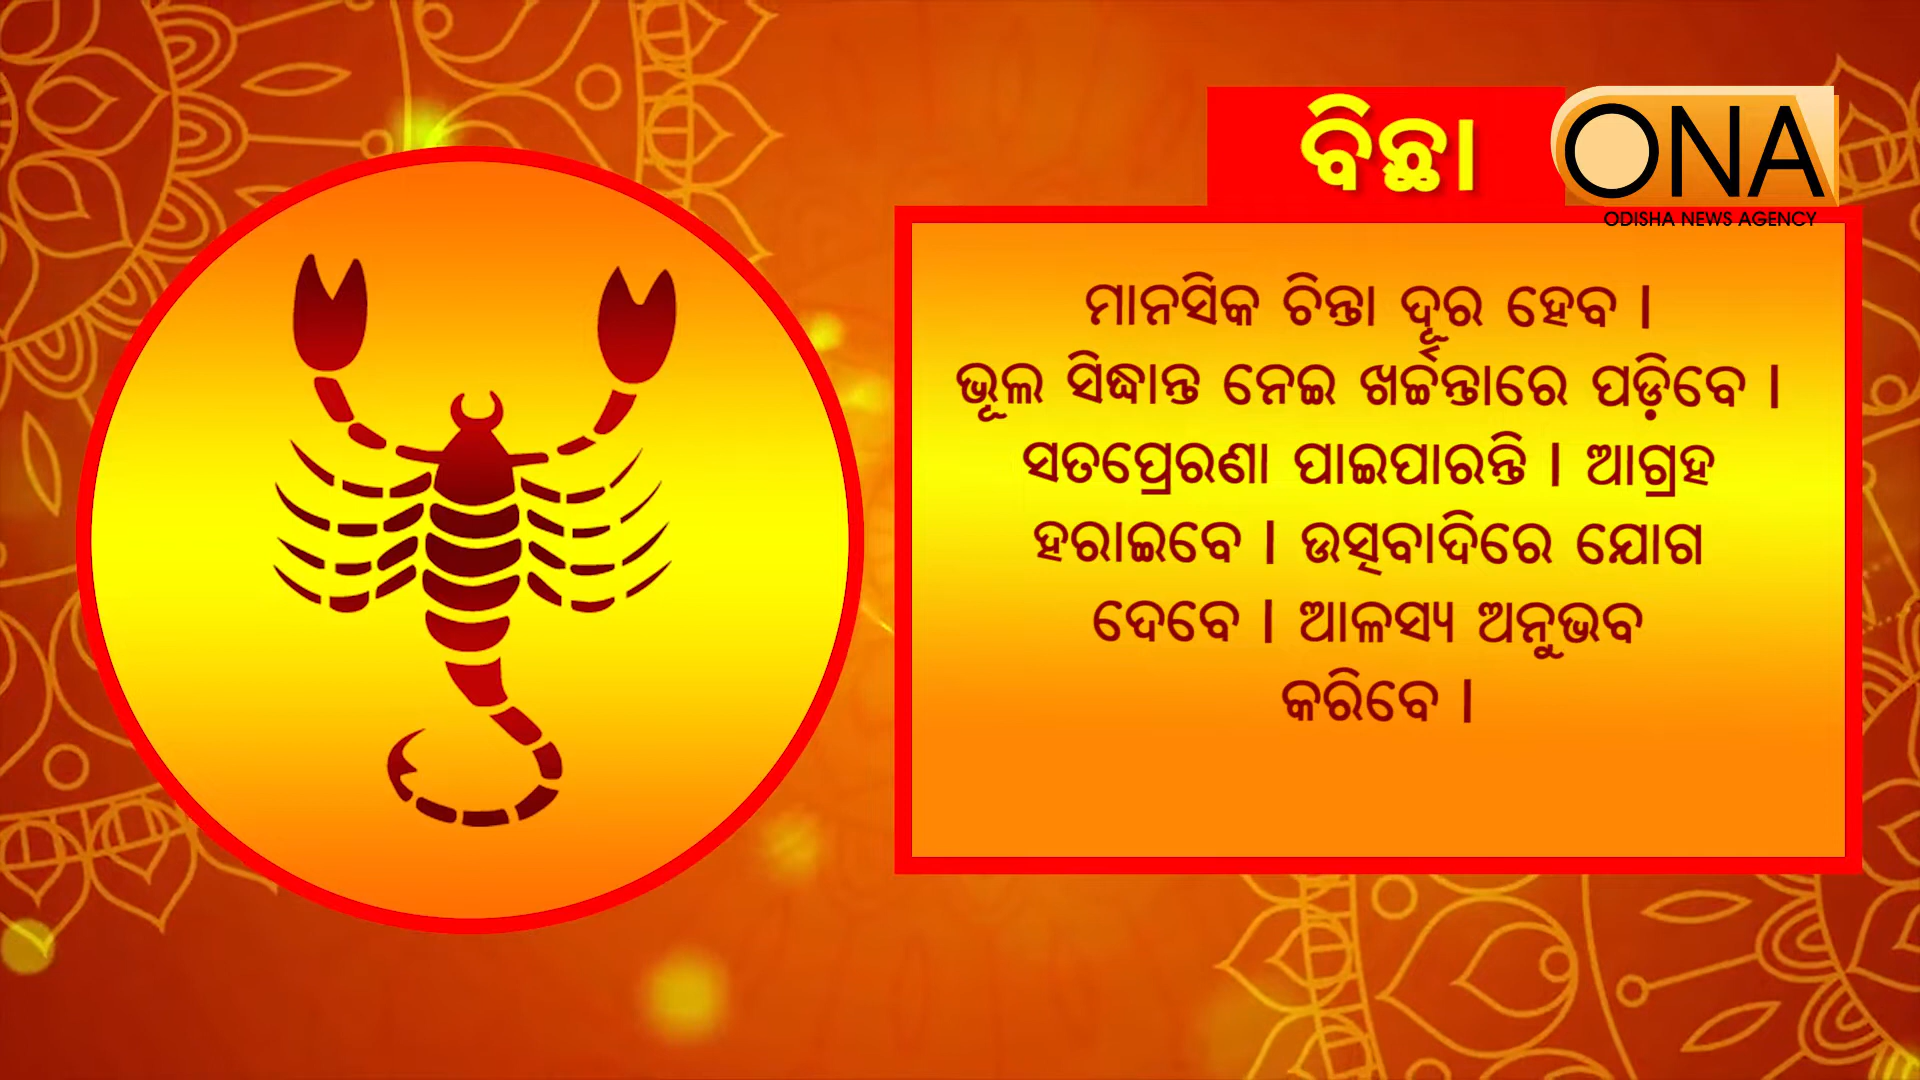 ବିଛା
ONA
ODISHA NEWS AGENCY
ମାନସିକ ଚିନ୍ତା ଦୂର ହେବ ।
ଭୂଲ ସିଦ୍ଧାନ୍ତ ନେଇ ଖର୍ଚ୍ଚନ୍ତାରେ ପଡ଼ିବେ ।
ସତପ୍ରେରଣା ପାଇପାରନ୍ତି । ଆଗ୍ରହ
ହରାଇବେ । ଉତ୍ସବାଦିରେ ଯୋଗ
ଦେବେ । ଆଳସ୍ୟ ଅନୁଭବ
କରିବେ ।